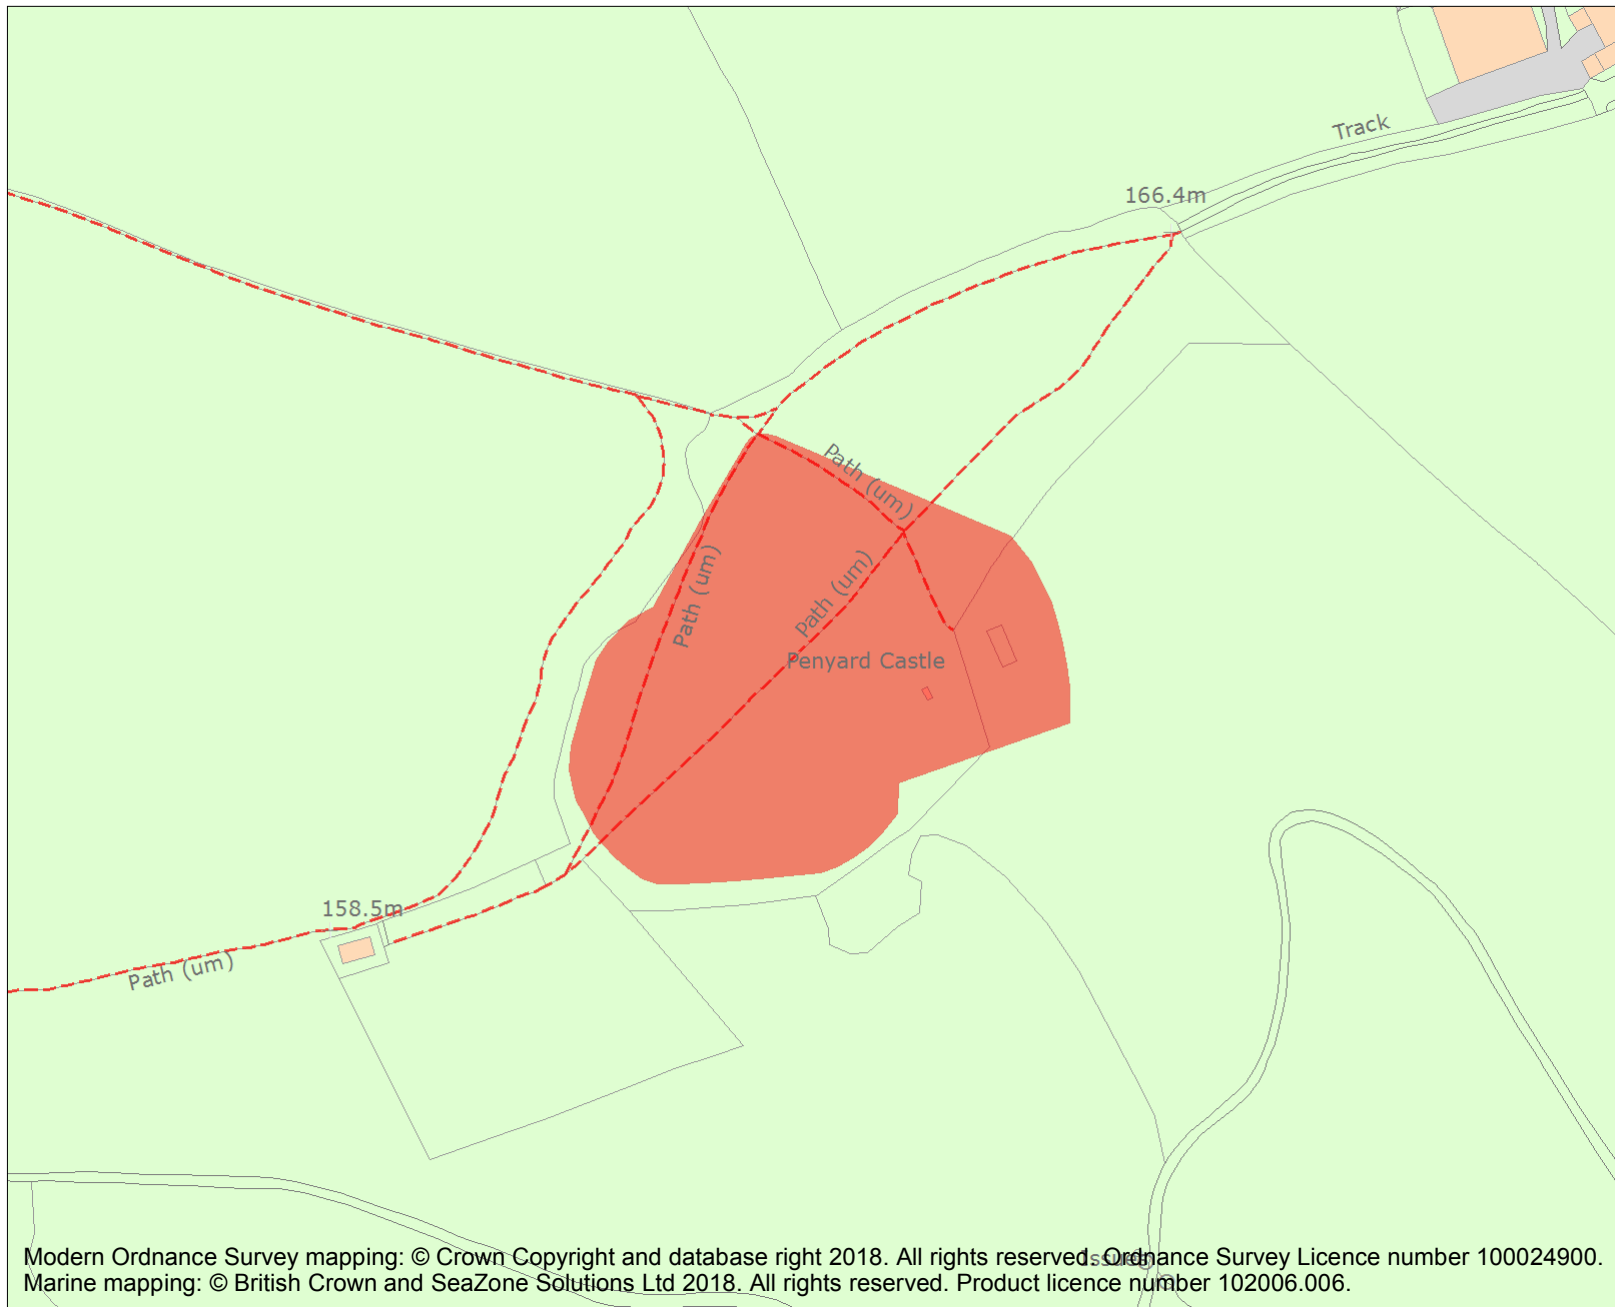 Track
166.4m
Path (um)
Path (um)
Path (um)
Penyard Castle
158.5m
Path (um)
Issues
Modern Ordnance Survey mapping: © Crown Copyright and database right 2018. All rights reserved. Ordnance Survey Licence number 100024900.
Marine mapping: © British Crown and SeaZone Solutions Ltd 2018. All rights reserved. Product licence number 102006.006.